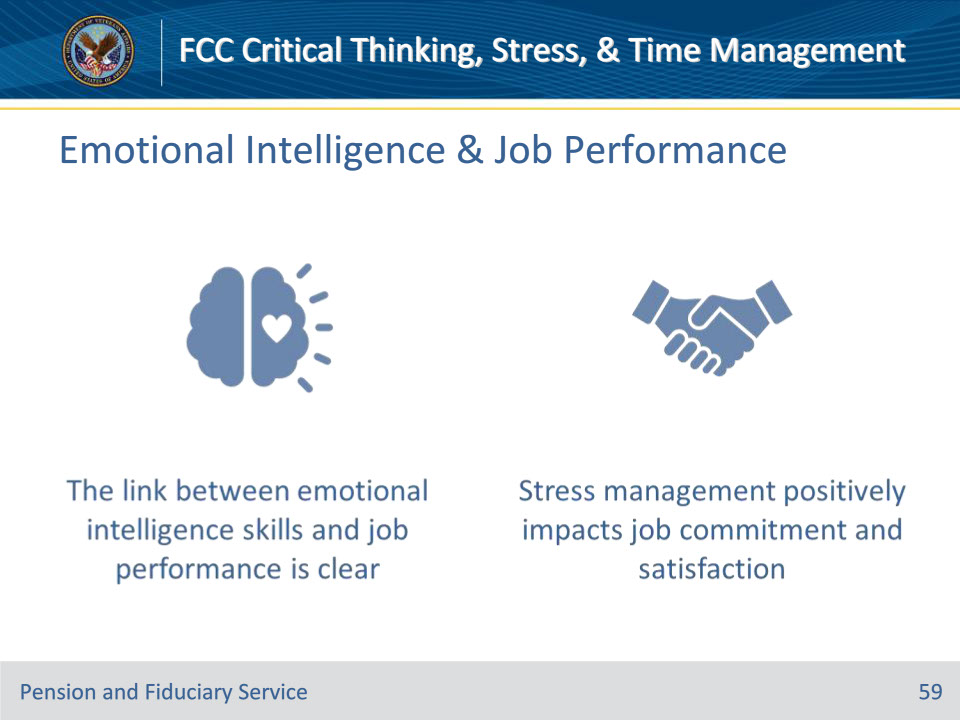 FCC Critical Thinking, Stress, & Time Management
Emotional Intelligence & Job Performance
The link between emotional
intelligence skills and job
performance is clear
Stress management positively
impacts job commitment and
satisfaction
Pension and Fiduciary Service
59